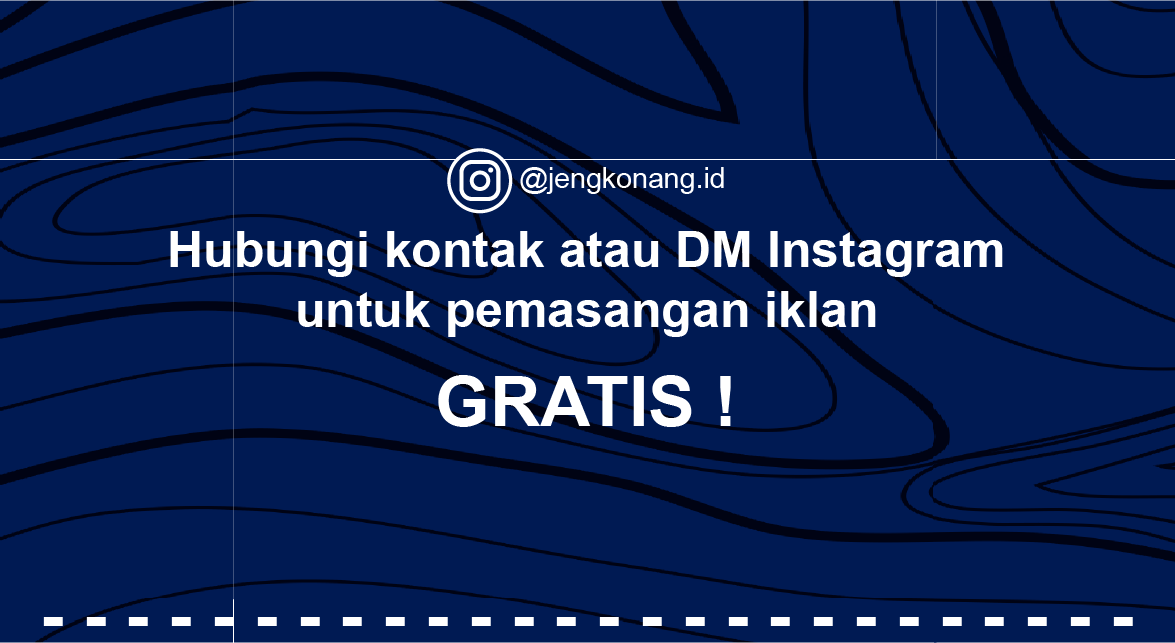 @jengkonang.id
Hubungi kontak atau DM Instagram
untuk pemasangan iklan
GRATIS !